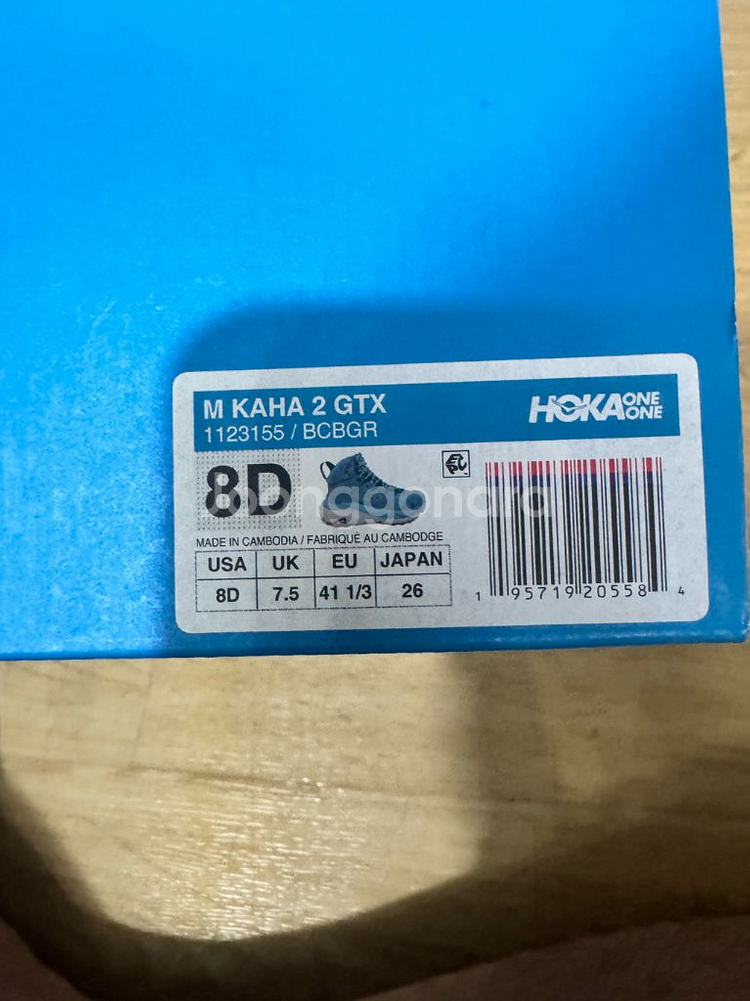 M KAHA 2 GTX
1123155 / BCBGR
HOKA ONE ONE
8D
joonggonara
MADE IN CAMBODIA / FABRIQUÉ AU CAMBODGE
USA UK EU JAPAN
8D 7.5 41 1/3 26
1 95719 20558 4